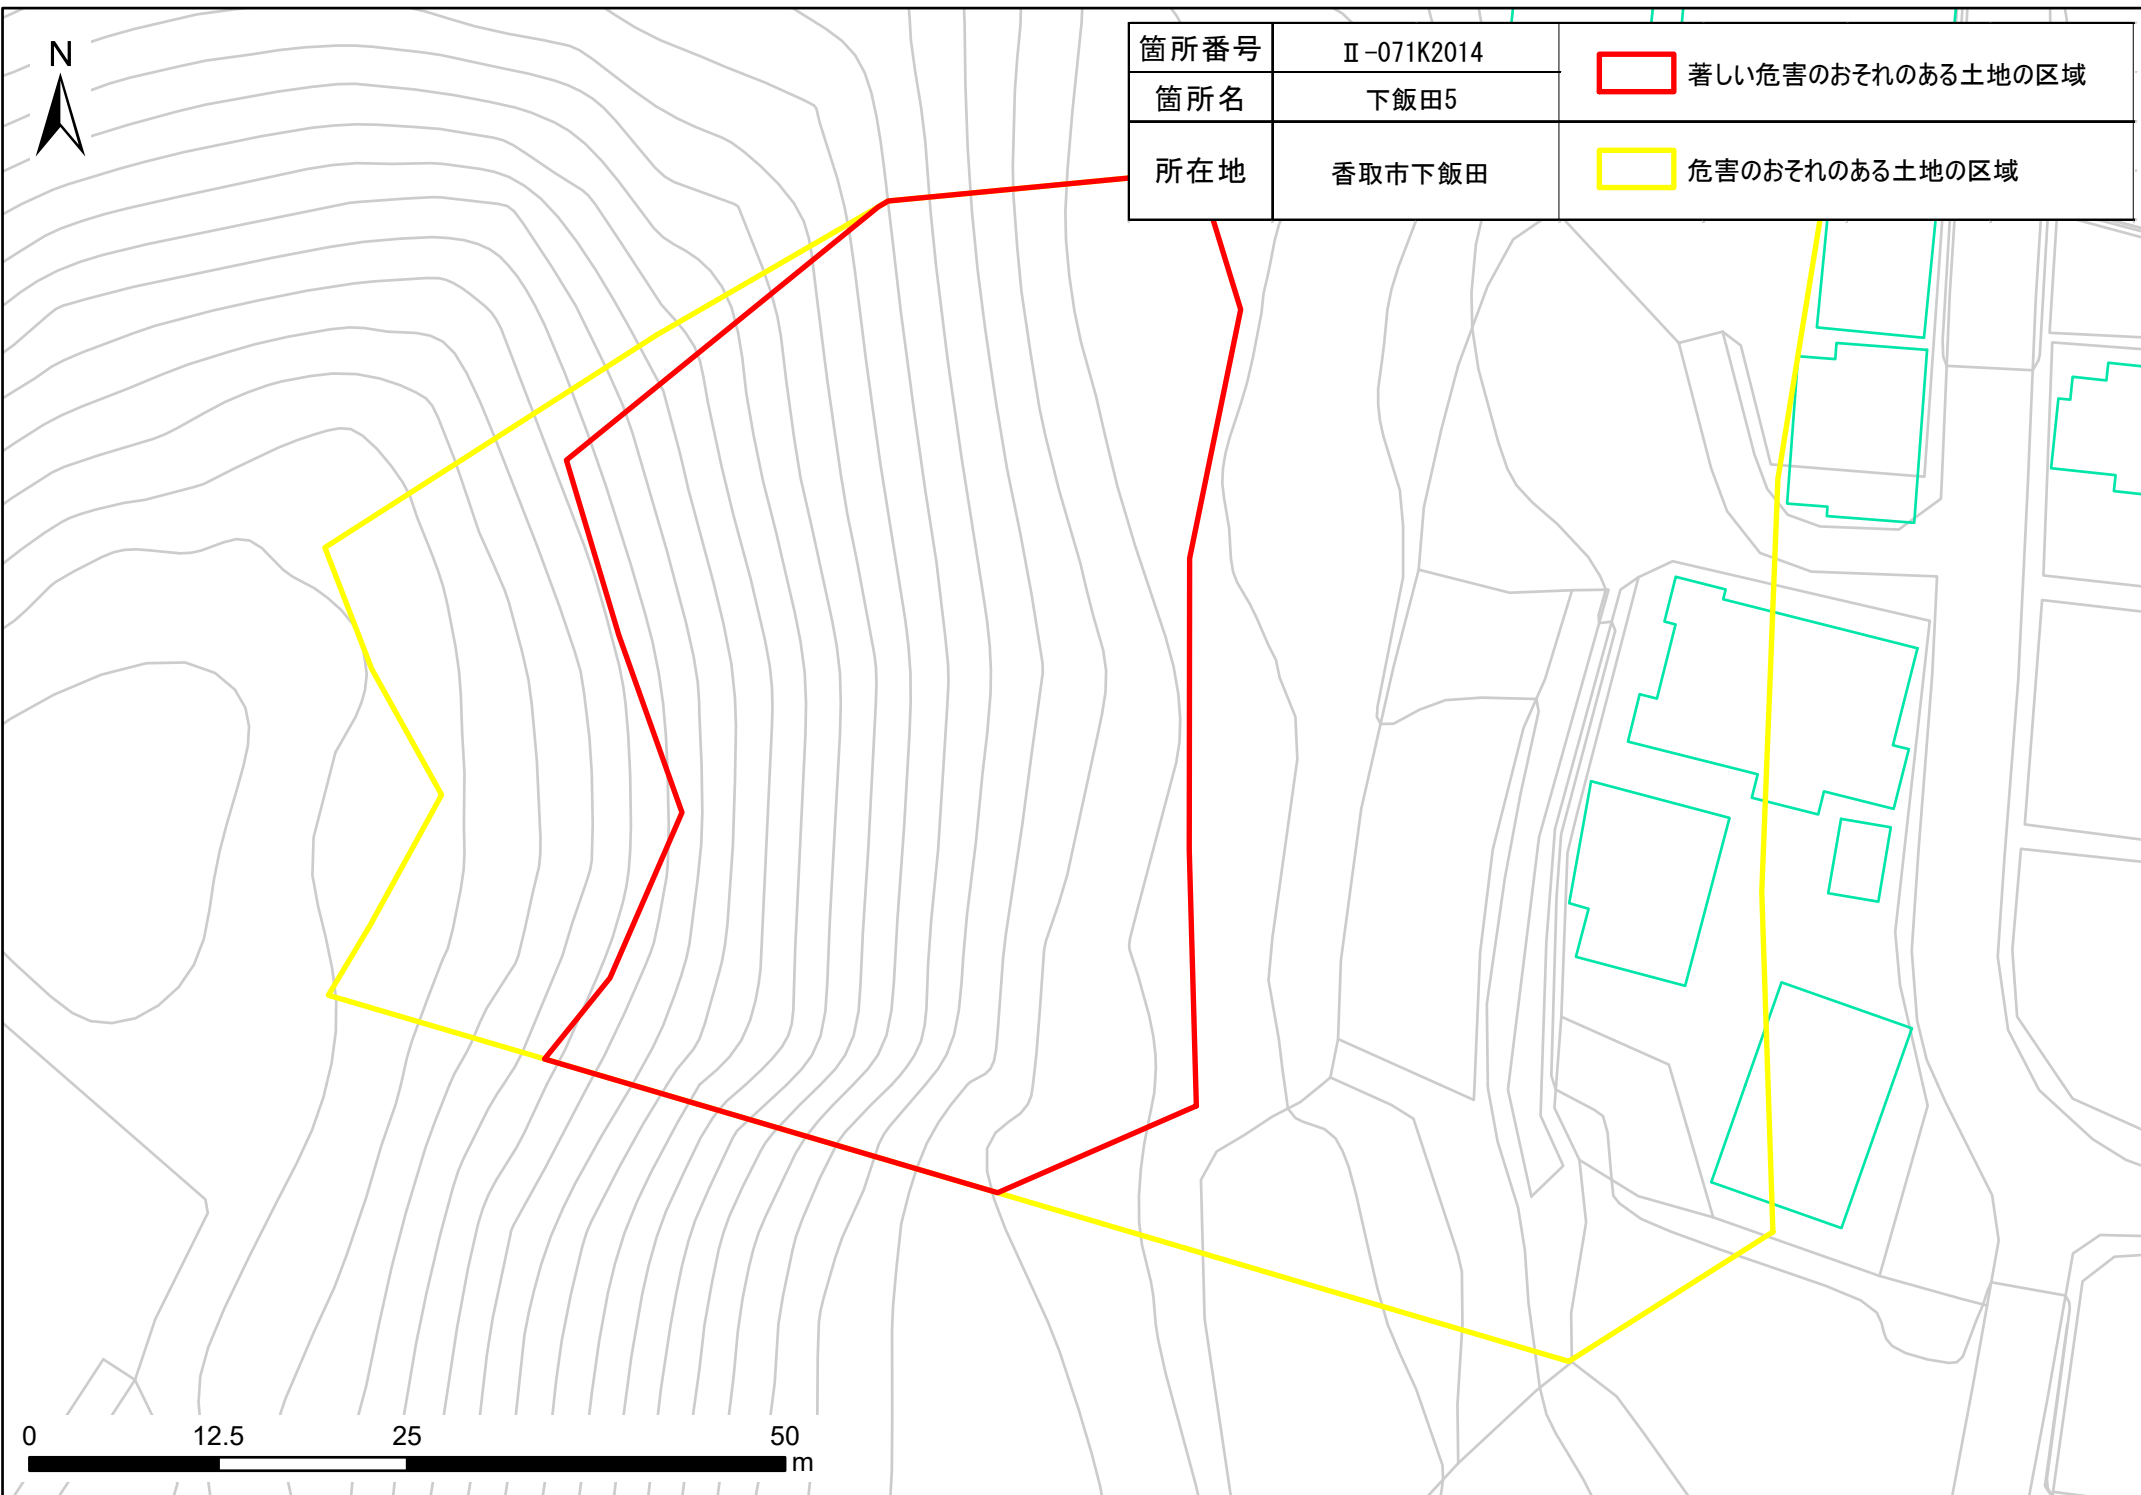 N
箇所番号
Ⅱ-071K2014
著しい危害のおそれのある土地の区域
箇所名
下飯田5
所在地
香取市下飯田
危害のおそれのある土地の区域
0 12.5 25 50
m